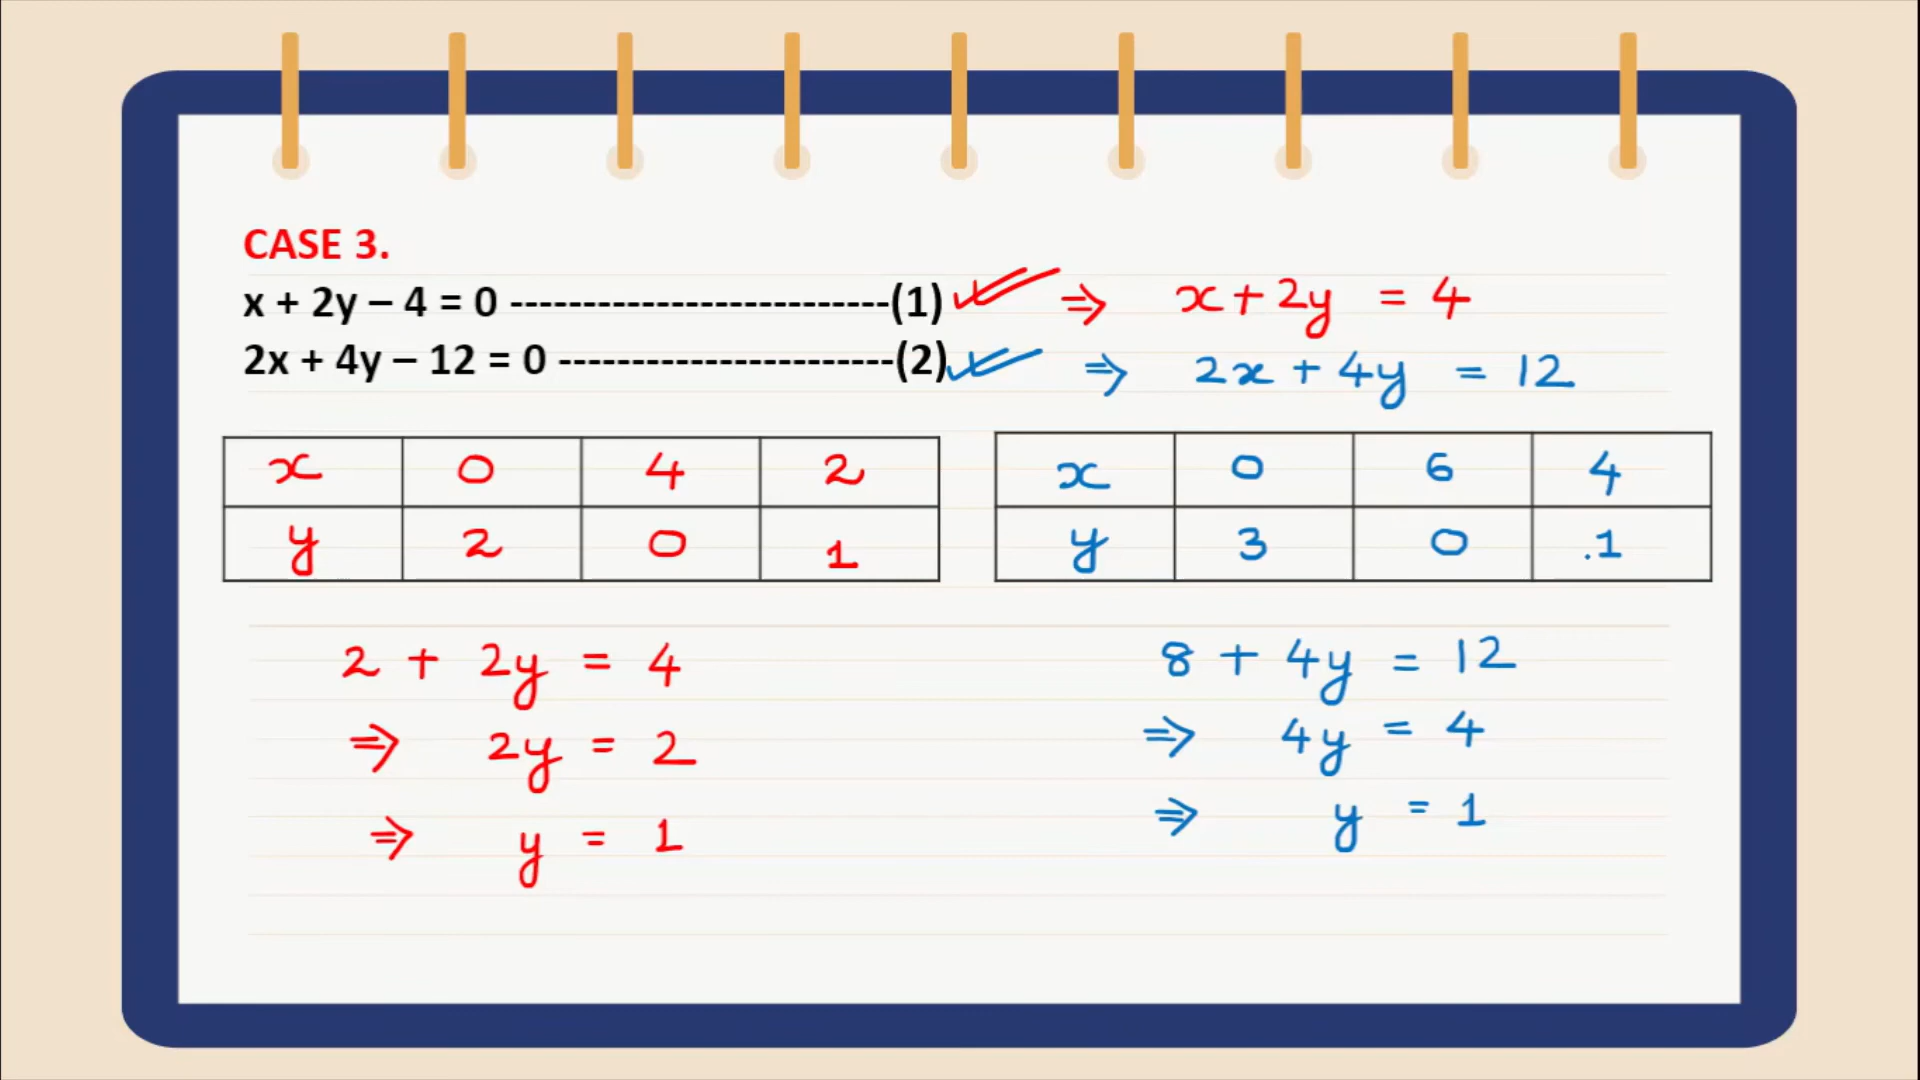 CASE 3.
x + 2y – 4 = 0 --------------------------(1) ⇒ x + 2y = 4
2x + 4y – 12 = 0 -----------------------(2) ⇒ 2x + 4y = 12
x 0 4 2
y 2 0 1
x 0 6 4
y 3 0 .1
2 + 2y = 4
⇒ 2y = 2
⇒ y = 1
8 + 4y = 12
⇒ 4y = 4
⇒ y = 1